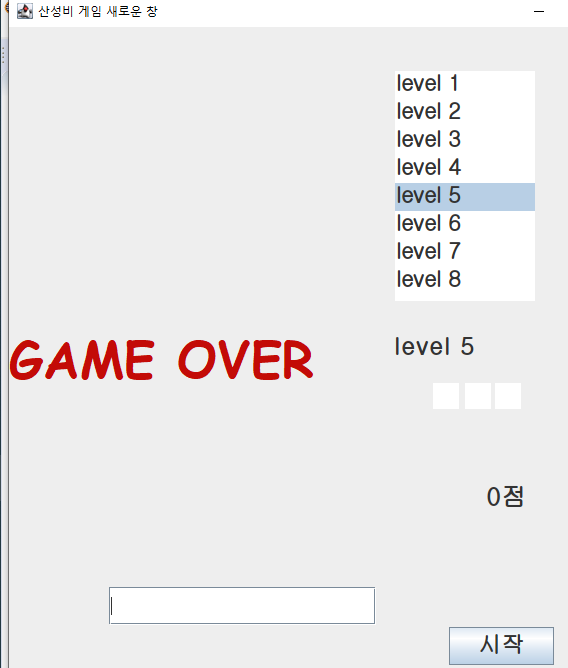 산성비 게임 새로운 창
level 1
level 2
level 3
level 4
level 5
level 6
level 7
level 8
GAME OVER
level 5
0점
시작